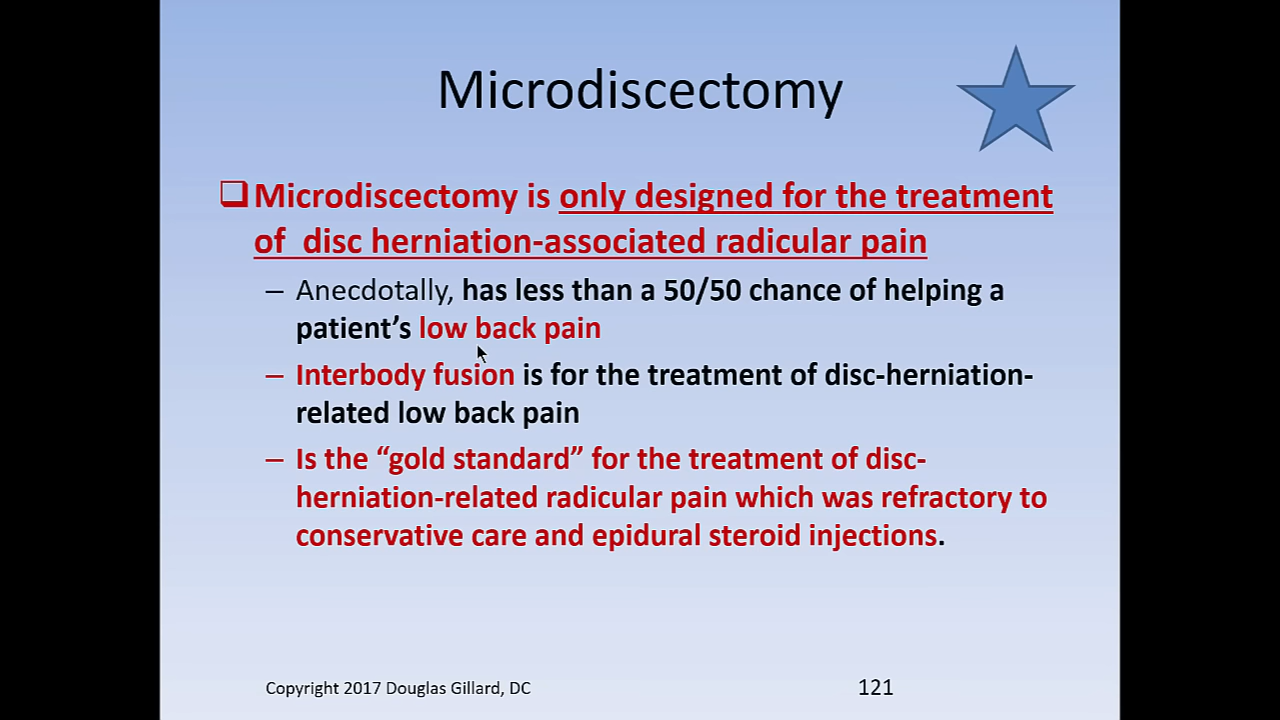 Microdiscectomy
Microdiscectomy is only designed for the treatment
of disc herniation-associated radicular pain
– Anecdotally, has less than a 50/50 chance of helping a
patient’s low back pain
– Interbody fusion is for the treatment of disc-herniation-
related low back pain
– Is the “gold standard” for the treatment of disc-
herniation-related radicular pain which was refractory to
conservative care and epidural steroid injections.
Copyright 2017 Douglas Gillard, DC
121